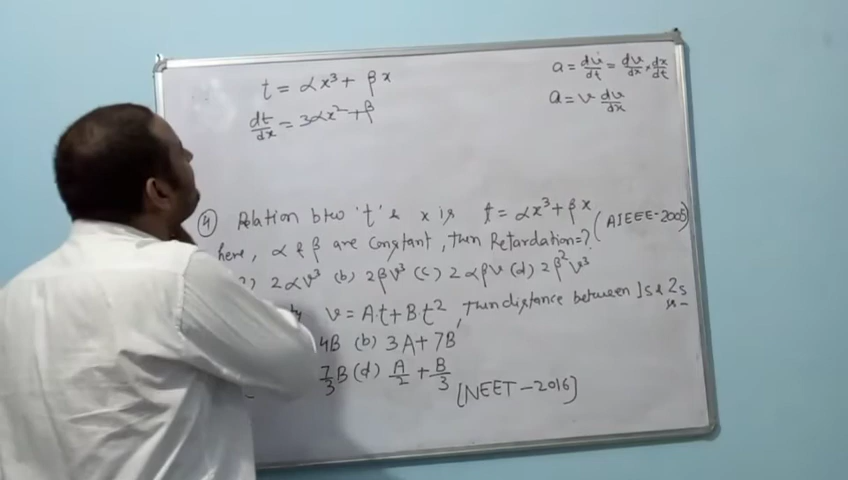 t = αx³ + βx
dt/dx = 3αx² + β
a = dv/dt = dv/dx × dx/dt
a = v dv/dx
④ Relation btw 't' & x is t = αx³ + βx
here, α & β are Constant, then Retardation=? (AIEEE-2005)
2αv³ (b) 2βv³ (c) 2αβv (d) 2β²v³
v = At + Bt², then distance between 1s & 2s
4B (b) 3A + 7B
7/3 B (d) A/2 + B/3 [NEET-2016]